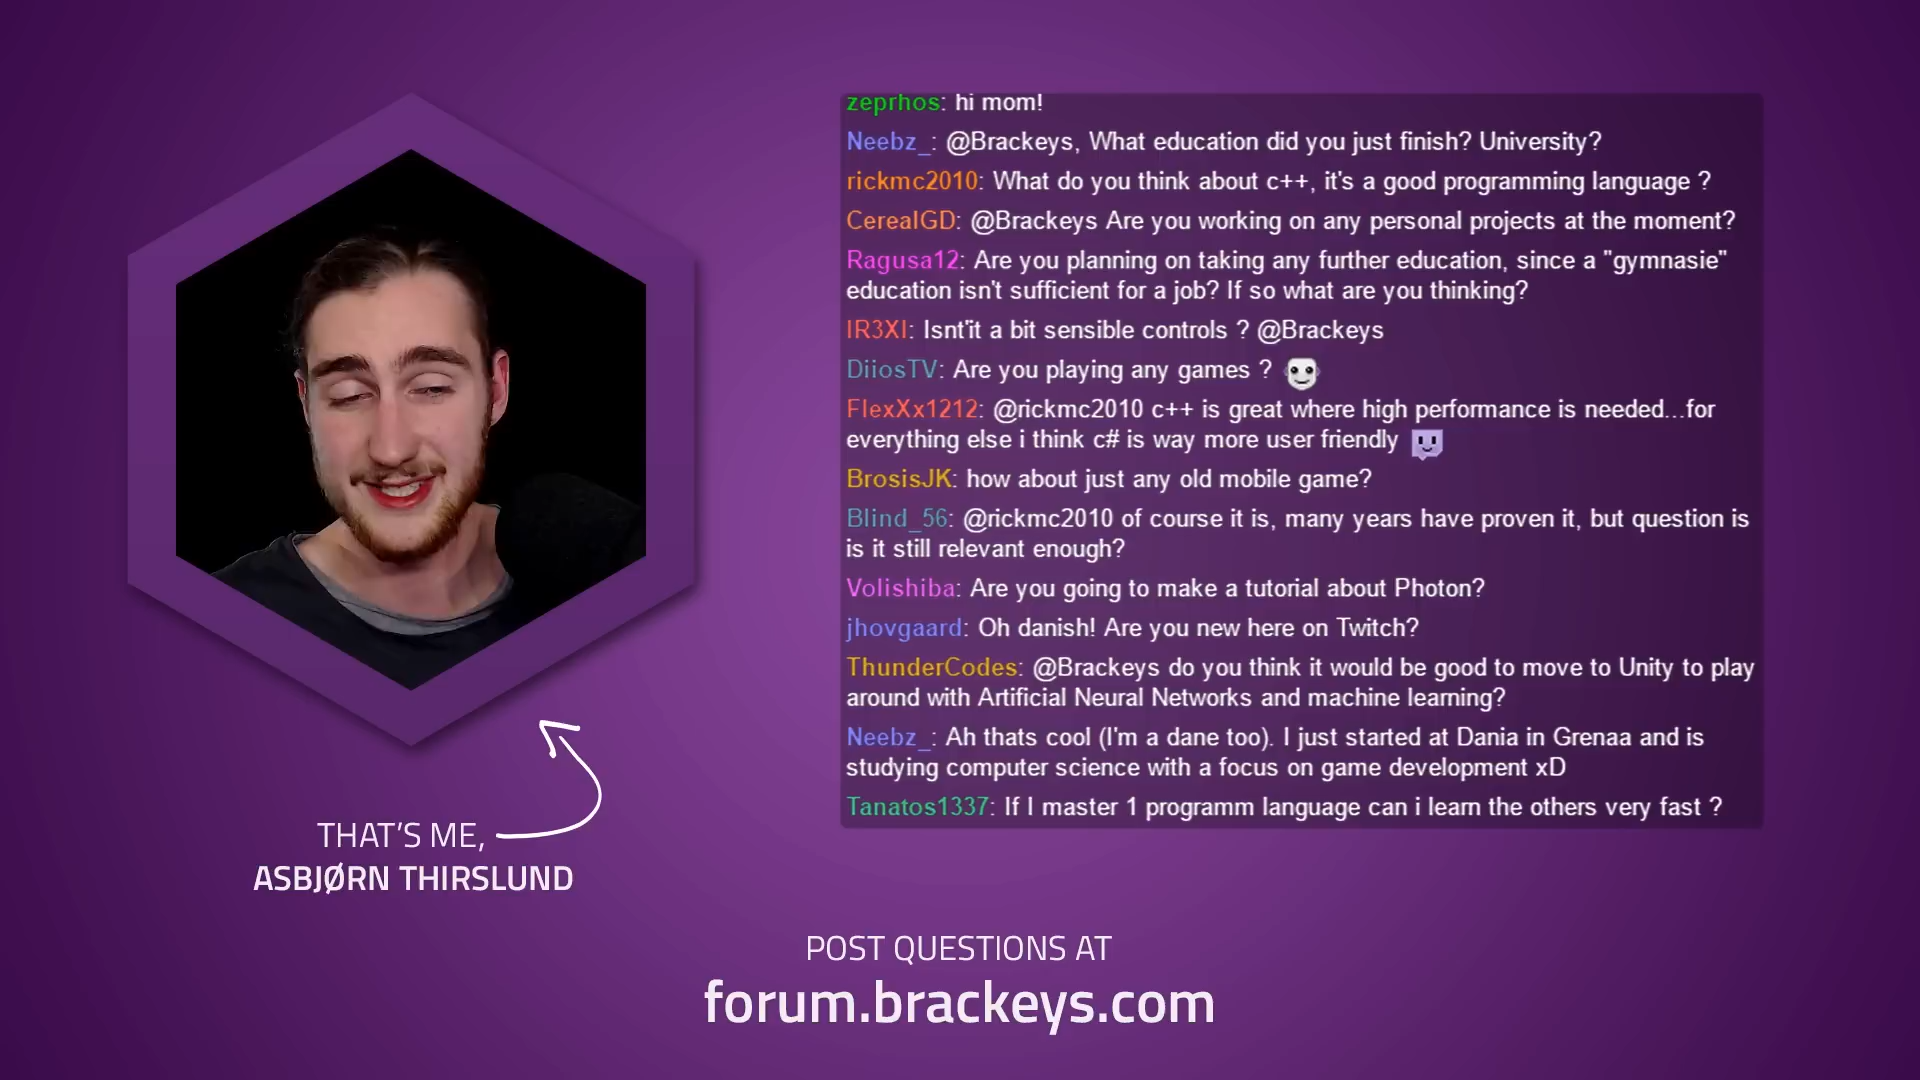 zeprhos: hi mom!
Neebz_: @Brackeys, What education did you just finish? University?
rickmc2010: What do you think about c++, it's a good programming language ?
CerealGD: @Brackeys Are you working on any personal projects at the moment?
Ragusa12: Are you planning on taking any further education, since a "gymnasie"
education isn't sufficient for a job? If so what are you thinking?
IR3XI: Isnt'it a bit sensible controls ? @Brackeys
DiiosTV: Are you playing any games ?
FlexXx1212: @rickmc2010 c++ is great where high performance is needed...for
everything else i think c# is way more user friendly
BrosisJK: how about just any old mobile game?
Blind_56: @rickmc2010 of course it is, many years have proven it, but question is
is it still relevant enough?
Volishiba: Are you going to make a tutorial about Photon?
jhovgaard: Oh danish! Are you new here on Twitch?
ThunderCodes: @Brackeys do you think it would be good to move to Unity to play
around with Artificial Neural Networks and machine learning?
Neebz_: Ah thats cool (I'm a dane too). I just started at Dania in Grenaa and is
studying computer science with a focus on game development xD
Tanatos1337: If I master 1 programm language can i learn the others very fast ?
THAT'S ME,
ASBJØRN THIRSLUND
POST QUESTIONS AT
forum.brackeys.com